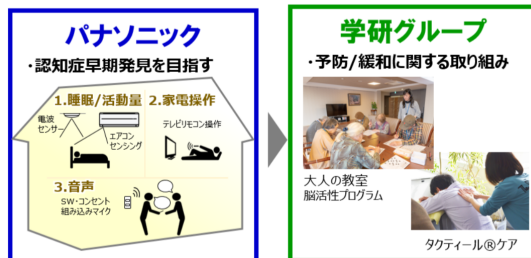 パナソニック
・認知症早期発見を目指す
1.睡眠/活動量
2.家電操作
電波
センサー
エアコン
センシング
テレビリモコン操作
3.音声
SW・コンセント
組み込みマイク
学研グループ
・予防/緩和に関する取り組み
大人の教室
脳活性プログラム
タクティール®ケア